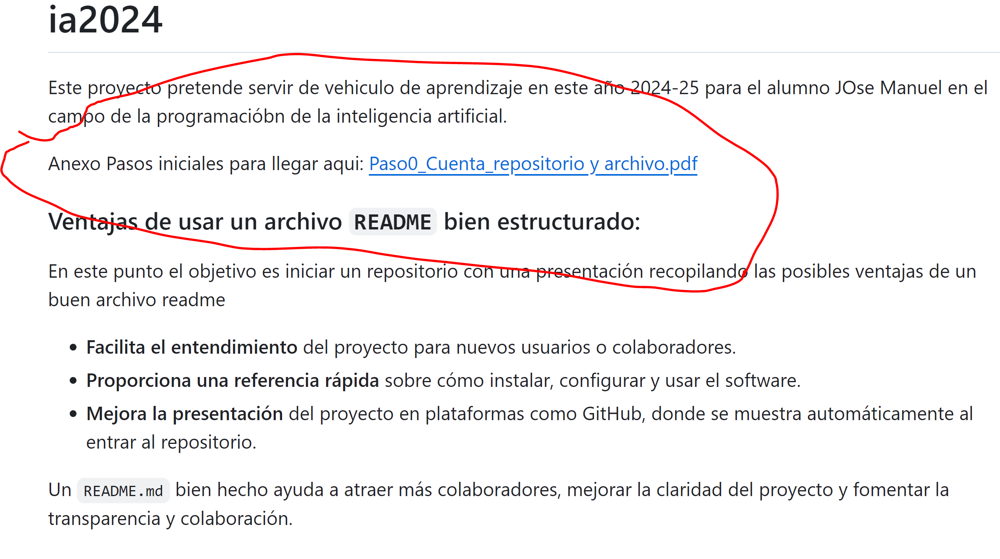 ia2024
Este proyecto pretende servir de vehiculo de aprendizaje en este año 2024-25 para el alumno JOse Manuel en el
campo de la programacióbn de la inteligencia artificial.
Anexo Pasos iniciales para llegar aqui: Paso0_Cuenta_repositorio y archivo.pdf
Ventajas de usar un archivo README bien estructurado:
En este punto el objetivo es iniciar un repositorio con una presentación recopilando las posibles ventajas de un
buen archivo readme
• Facilita el entendimiento del proyecto para nuevos usuarios o colaboradores.
• Proporciona una referencia rápida sobre cómo instalar, configurar y usar el software.
• Mejora la presentación del proyecto en plataformas como GitHub, donde se muestra automáticamente al
entrar al repositorio.
Un README.md bien hecho ayuda a atraer más colaboradores, mejorar la claridad del proyecto y fomentar la
transparencia y colaboración.